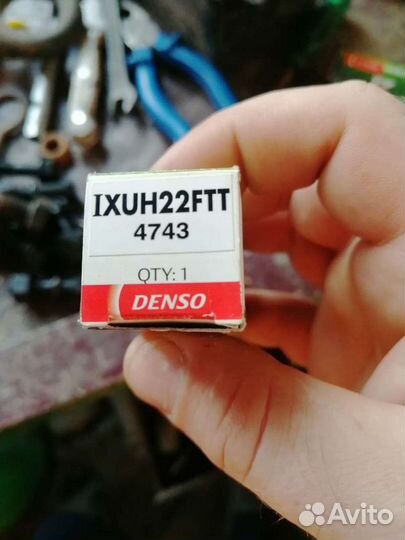 IXUH22FTT
4743
QTY: 1
DENSO
Avito